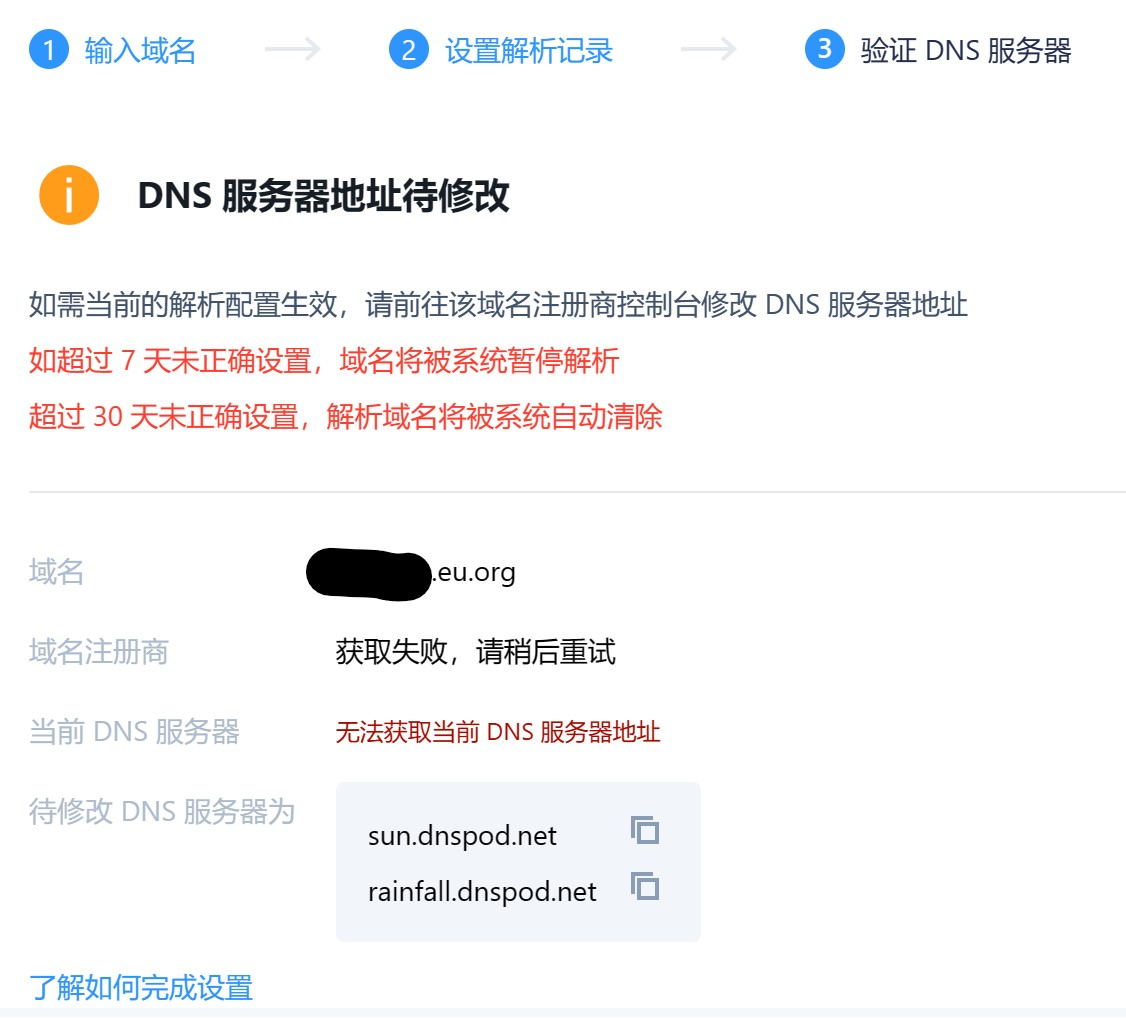 1 输入域名 2 设置解析记录 3 验证 DNS 服务器
DNS 服务器地址待修改
如需当前的解析配置生效，请前往该域名注册商控制台修改 DNS 服务器地址
如超过 7 天未正确设置，域名将被系统暂停解析
超过 30 天未正确设置，解析域名将被系统自动清除
域名 .eu.org
域名注册商 获取失败，请稍后重试
当前 DNS 服务器 无法获取当前 DNS 服务器地址
待修改 DNS 服务器为 sun.dnspod.net
rainfall.dnspod.net
了解如何完成设置